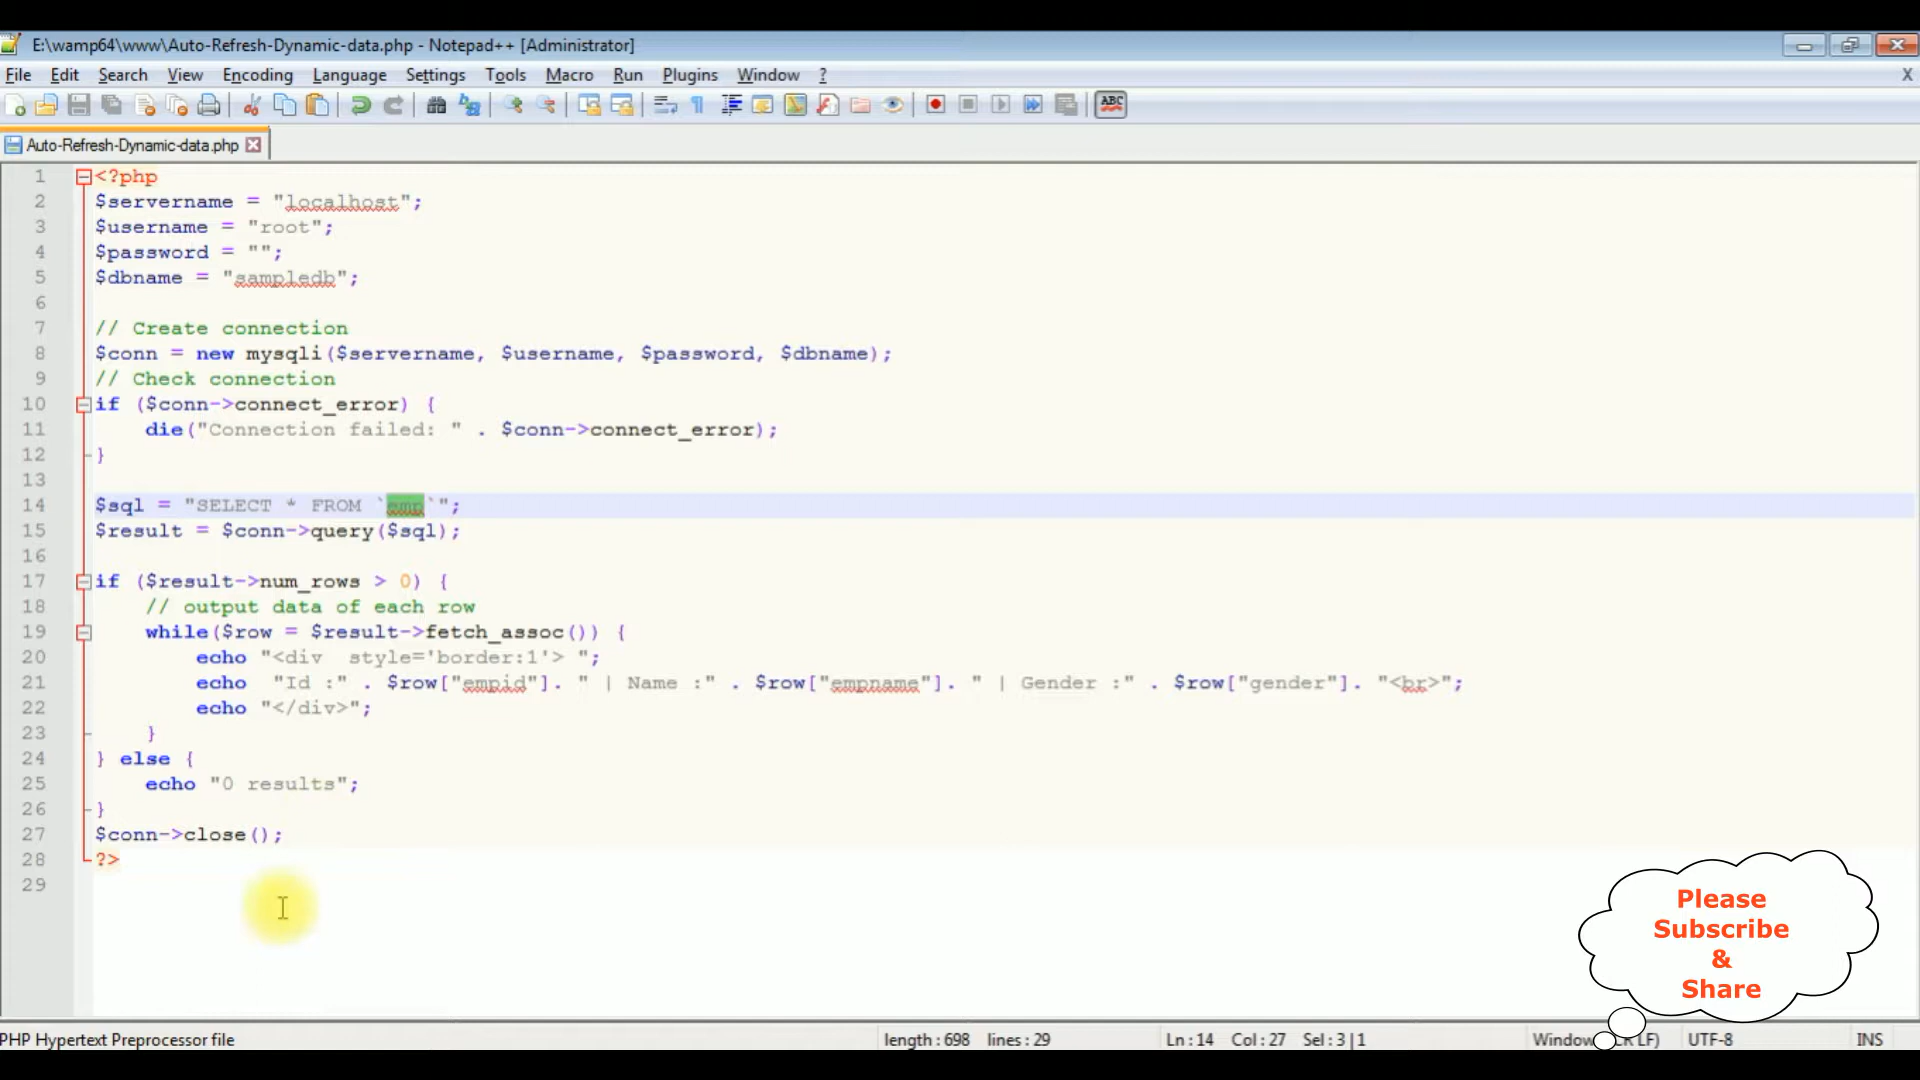 E:\wamp64\www\Auto-Refresh-Dynamic-data.php - Notepad++ [Administrator]
File Edit Search View Encoding Language Settings Tools Macro Run Plugins Window ? X
ABC
Auto-Refresh-Dynamic-data.php
1 <?php
2 $servername = "localhost";
3 $username = "root";
4 $password = "";
5 $dbname = "sampledb";
6
7 // Create connection
8 $conn = new mysqli($servername, $username, $password, $dbname);
9 // Check connection
10 if ($conn->connect_error) {
11 die("Connection failed: " . $conn->connect_error);
12 }
13
14 $sql = "SELECT * FROM `emp`";
15 $result = $conn->query($sql);
16
17 if ($result->num_rows > 0) {
18 // output data of each row
19 while($row = $result->fetch_assoc()) {
20 echo "<div  style='border:1'> ";
21 echo  "Id :" . $row["empid"]. " | Name :" . $row["empname"]. " | Gender :" . $row["gender"]. "<br>";
22 echo "</div>";
23 }
24 } else {
25 echo "0 results";
26 }
27 $conn->close();
28 ?>
29
Please
Subscribe
&
Share
PHP Hypertext Preprocessor file length : 698 lines : 29 Ln : 14 Col : 27 Sel : 3 | 1 Window LF) UTF-8 INS